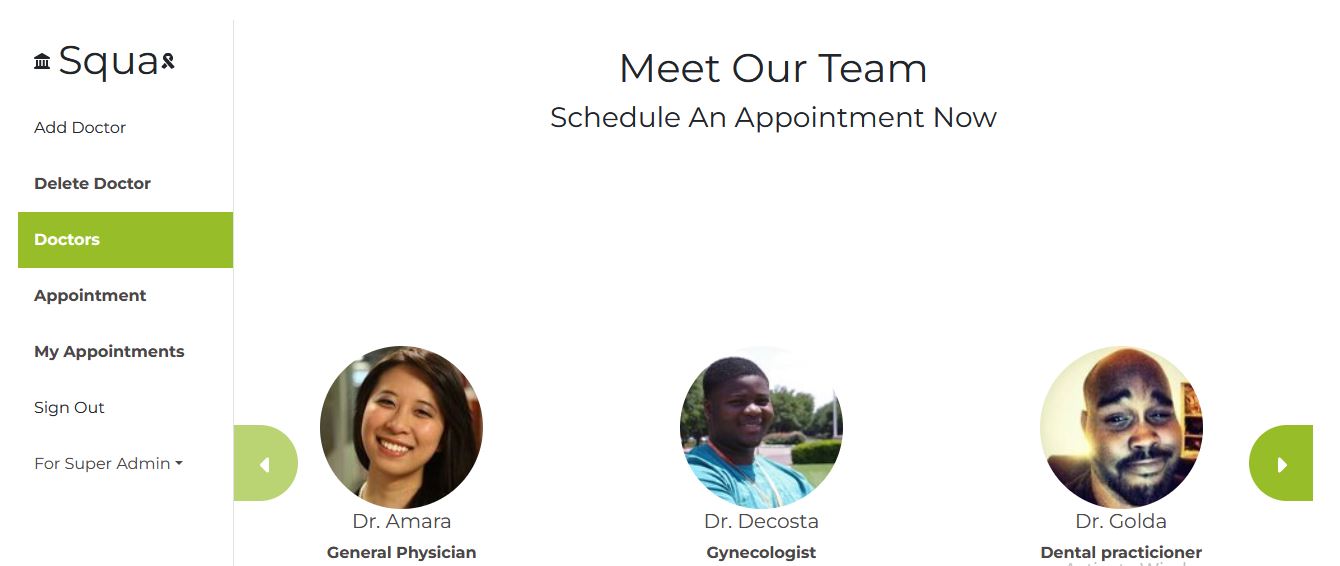 Squa
Add Doctor
Delete Doctor
Doctors
Appointment
My Appointments
Sign Out
For Super Admin
Meet Our Team
Schedule An Appointment Now
Dr. Amara
General Physician
Dr. Decosta
Gynecologist
Dr. Golda
Dental practicioner